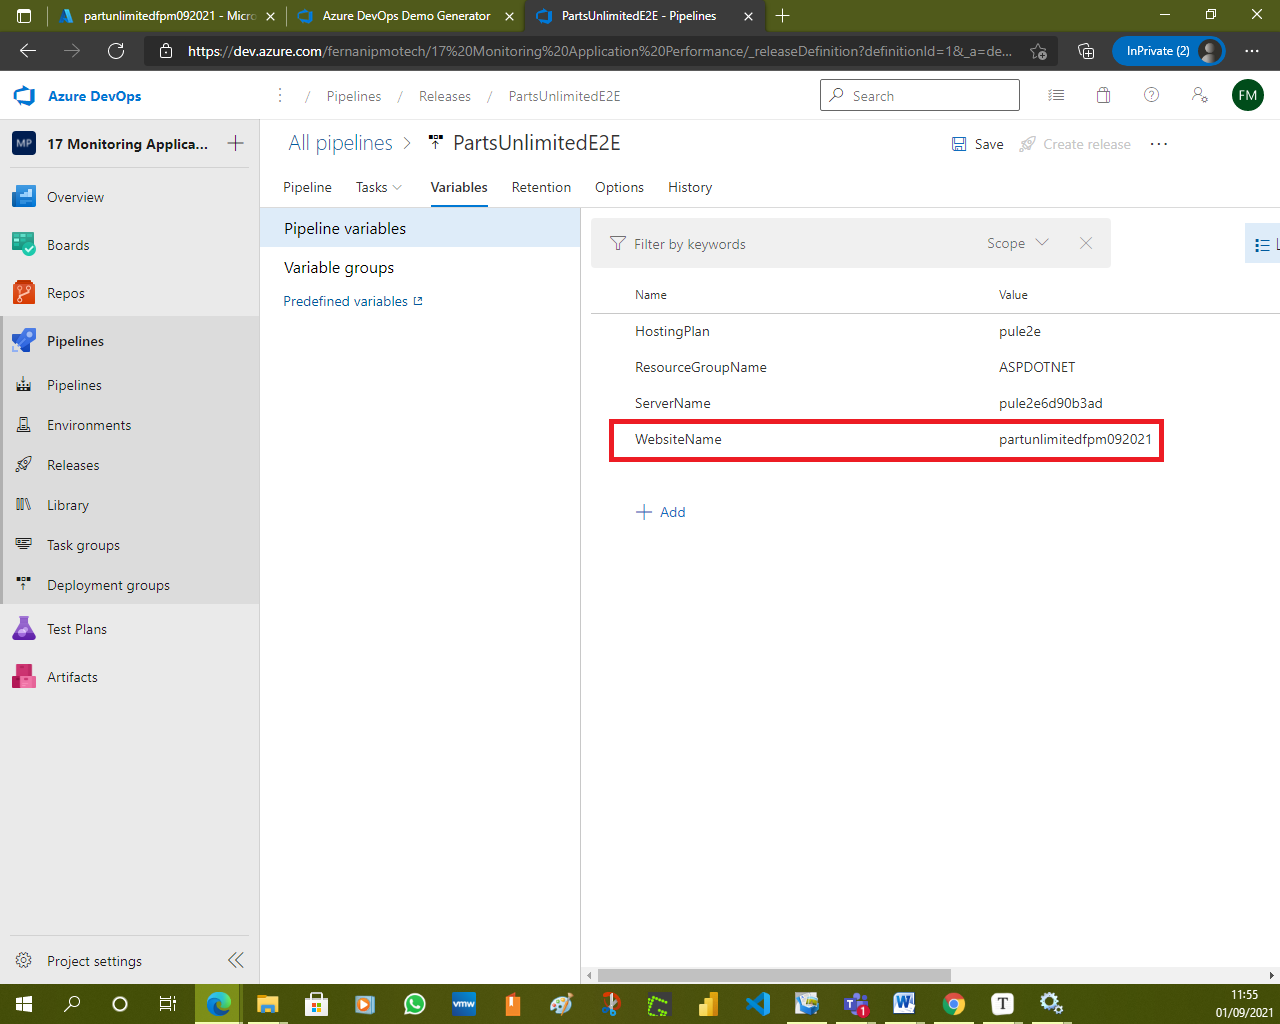 partunlimitedfpm092021 - Micro
Azure DevOps Demo Generator
PartsUnlimitedE2E - Pipelines
https://dev.azure.com/fernanipmotech/17%20Monitoring%20Application%20Performance/_releaseDefinition?definitionId=1&_a=de...
InPrivate (2)
Azure DevOps
/ Pipelines / Releases / PartsUnlimitedE2E
Search
FM
MP
17 Monitoring Applica...
All pipelines > PartsUnlimitedE2E
Save
Create release
Overview
Boards
Repos
Pipelines
Pipelines
Environments
Releases
Library
Task groups
Deployment groups
Test Plans
Artifacts
Project settings
Pipeline Tasks Variables Retention Options History
Pipeline variables
Variable groups
Predefined variables
Filter by keywords
Scope
L
Name Value
HostingPlan pule2e
ResourceGroupName ASPDOTNET
ServerName pule2e6d90b3ad
WebsiteName partunlimitedfpm092021
Add
vmw
1
W
T
11:55
01/09/2021